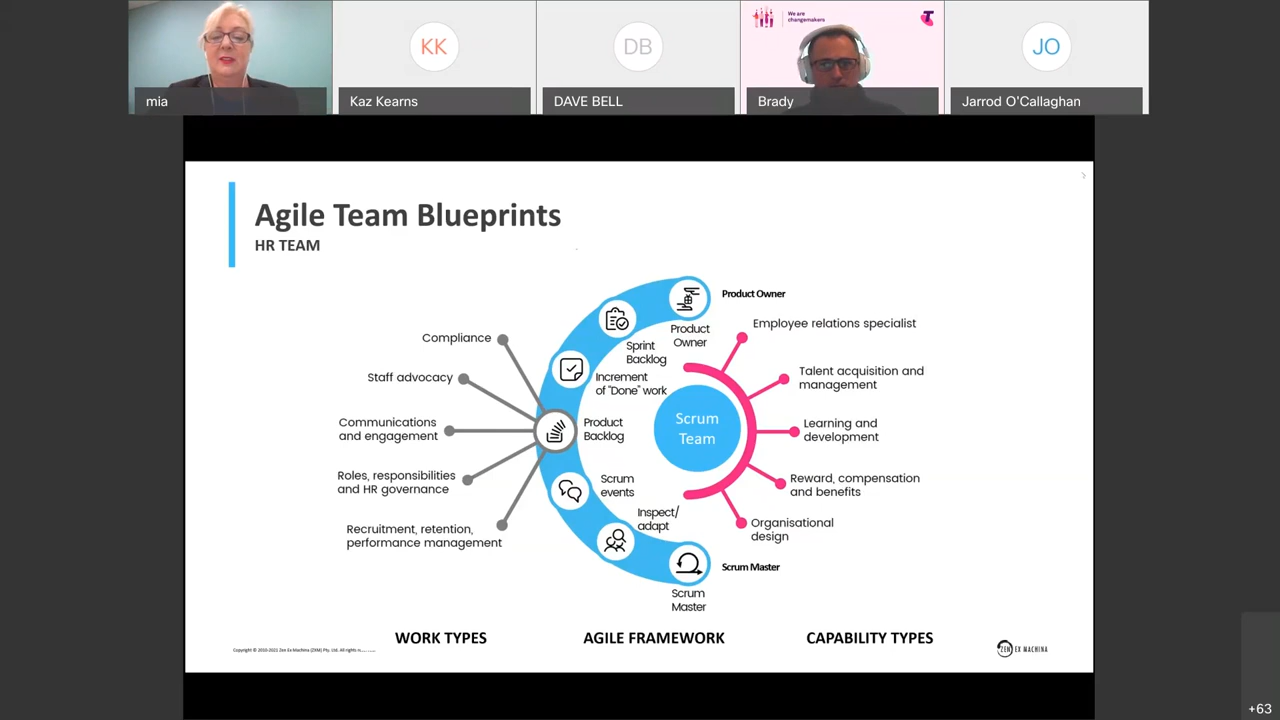 We are
changemakers
KK
DB
JO
mia
Kaz Kearns
DAVE BELL
Brady
Jarrod O'Callaghan
Agile Team Blueprints
HR TEAM
Compliance
Staff advocacy
Communications
and engagement
Roles, responsibilities
and HR governance
Recruitment, retention,
performance management
Product
Owner
Sprint
Backlog
Increment
of "Done" work
Product
Backlog
Scrum
events
Inspect/
adapt
Scrum
Master
Product Owner
Scrum Master
Scrum
Team
Employee relations specialist
Talent acquisition and
management
Learning and
development
Reward, compensation
and benefits
Organisational
design
WORK TYPES
AGILE FRAMEWORK
CAPABILITY TYPES
Copyright © 2010-2021 Zen Ex Machina (ZXM) Pty, Ltd. All rights
ZEN EX MACHINA
+63